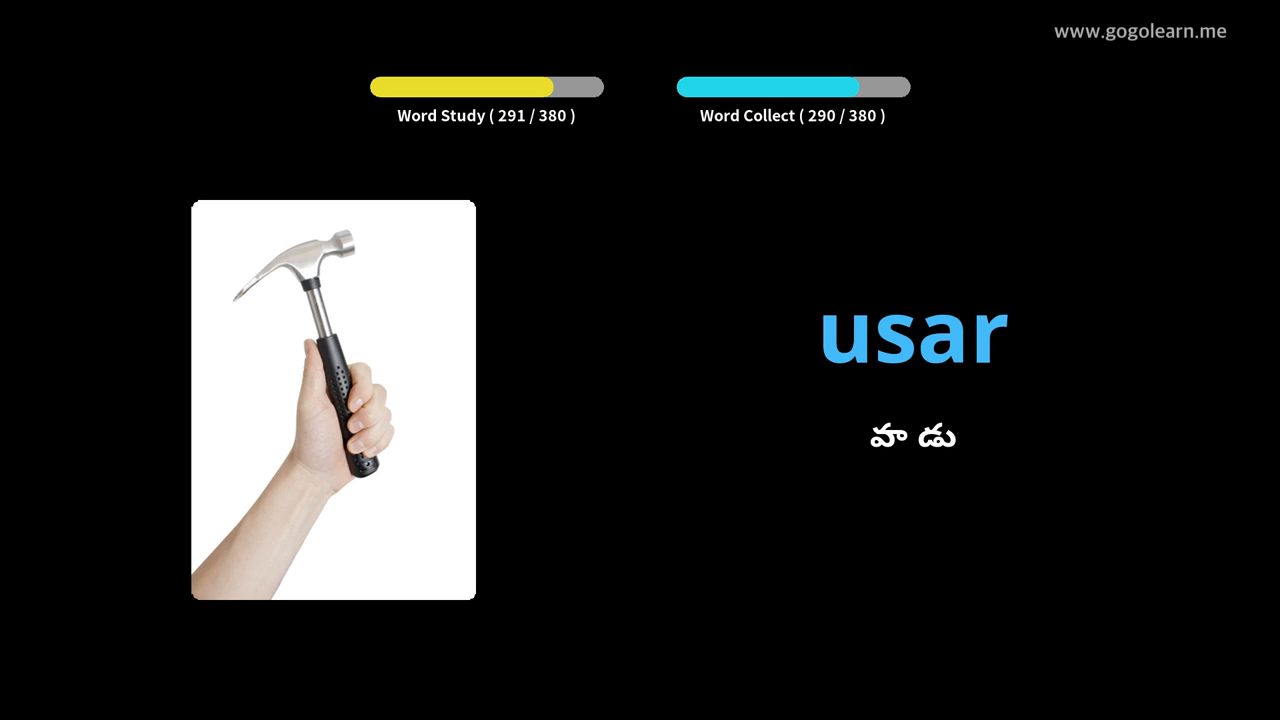 www.gogolearn.me
Word Study ( 291 / 380 )
Word Collect ( 290 / 380 )
usar
వా డు